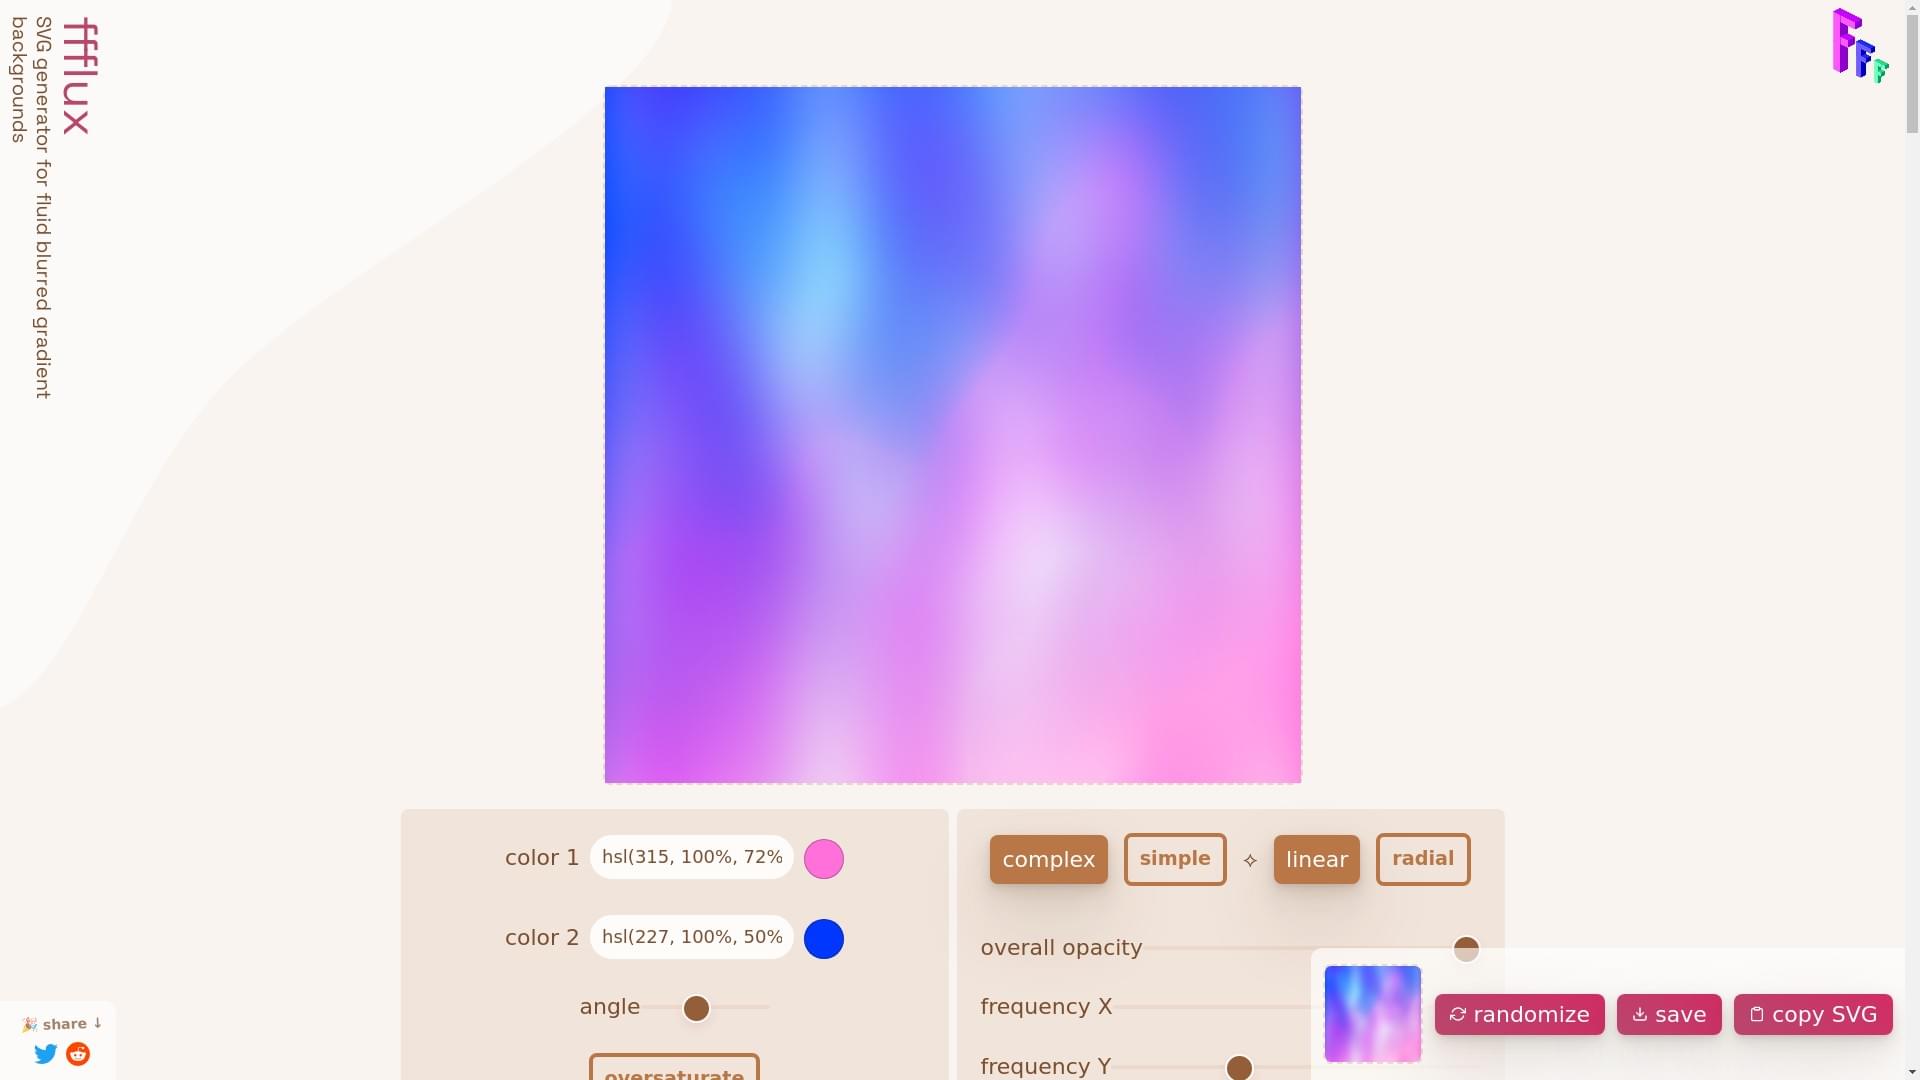 ffflux
SVG generator for fluid blurred gradient
backgrounds
FFF
color 1
hsl(315, 100%, 72%
color 2
hsl(227, 100%, 50%
angle
oversaturate
complex
simple
linear
radial
overall opacity
frequency X
frequency Y
randomize
save
copy SVG
share ↓